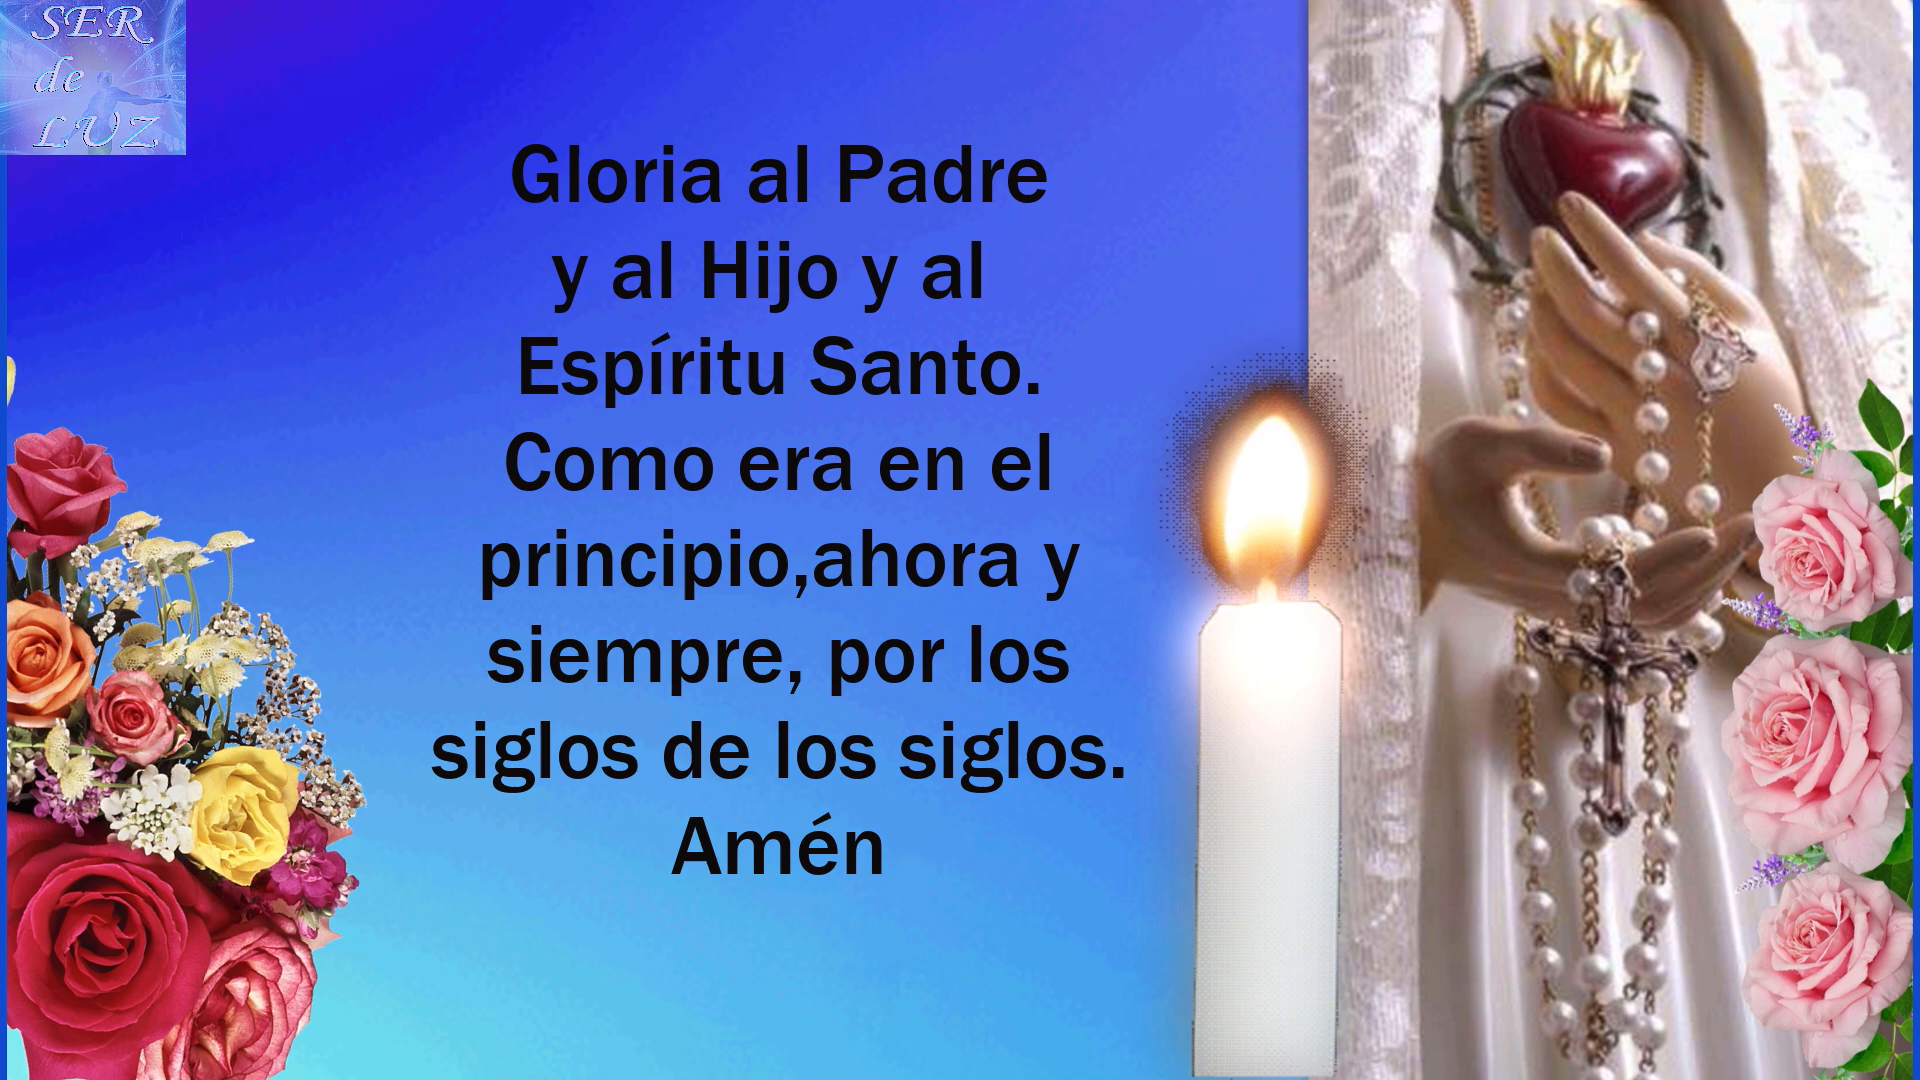 SER
de
LUZ
Gloria al Padre
y al Hijo y al
Espíritu Santo.
Como era en el
principio,ahora y
siempre, por los
siglos de los siglos.
Amén